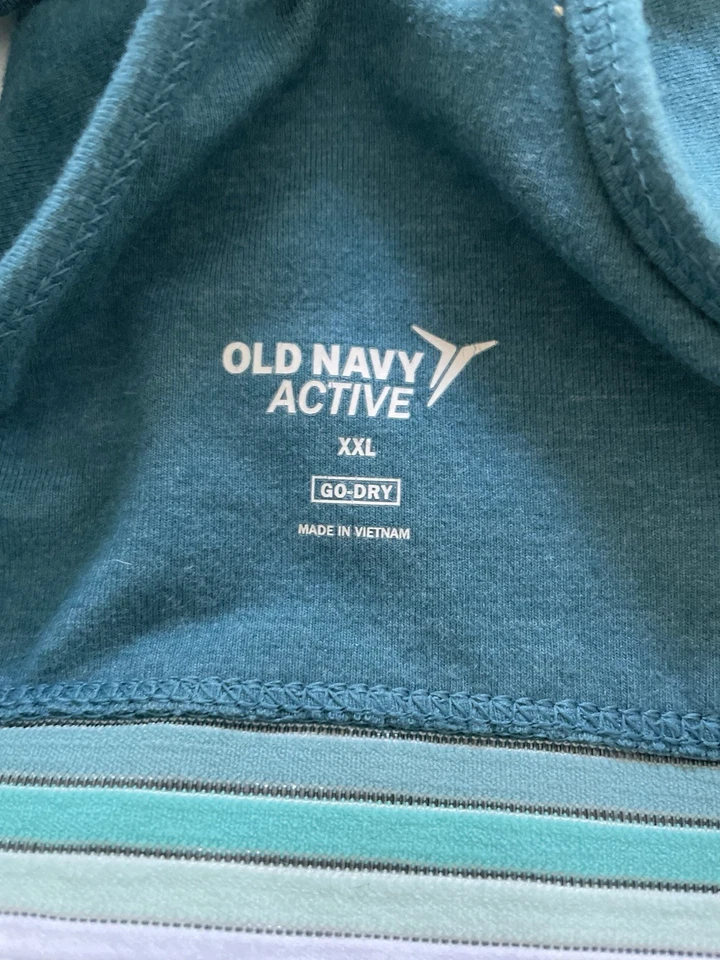 OLD NAVY
ACTIVE
XXL
GO-DRY
MADE IN VIETNAM